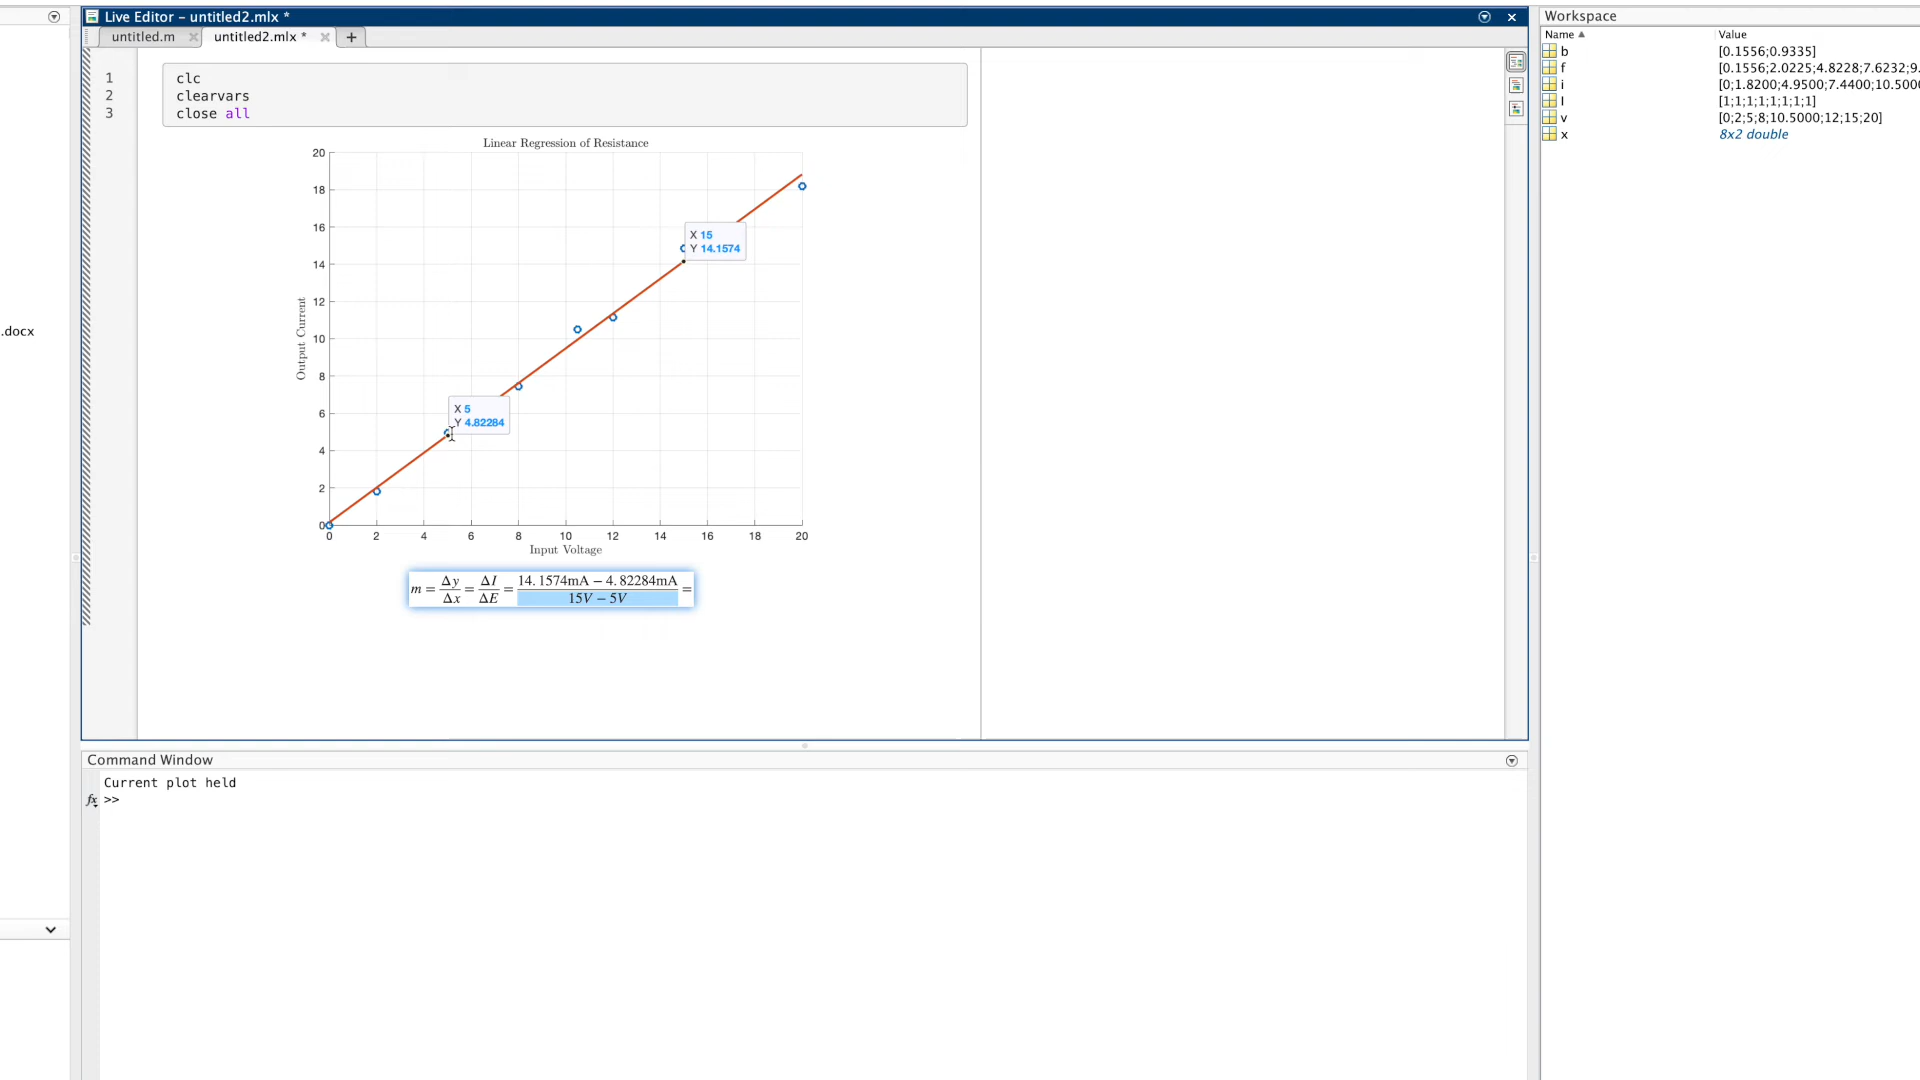 Live Editor – untitled2.mlx *
untitled.m
untitled2.mlx *
1 clc
2 clearvars
3 close all
Linear Regression of Resistance
Output Current
20
18
16
14
12
10
8
6
4
2
0
X 15
Y 14.1574
X 5
Y 4.82284
0 2 4 6 8 10 12 14 16 18 20
Input Voltage
m = Δy/Δx = ΔI/ΔE = 14.1574mA − 4.82284mA / 15V − 5V =
.docx
Command Window
Current plot held
fx >>
Workspace
Name Value
b [0.1556;0.9335]
f [0.1556;2.0225;4.8228;7.6232;9.
i [0;1.8200;4.9500;7.4400;10.5000
l [1;1;1;1;1;1;1;1]
v [0;2;5;8;10.5000;12;15;20]
x 8x2 double